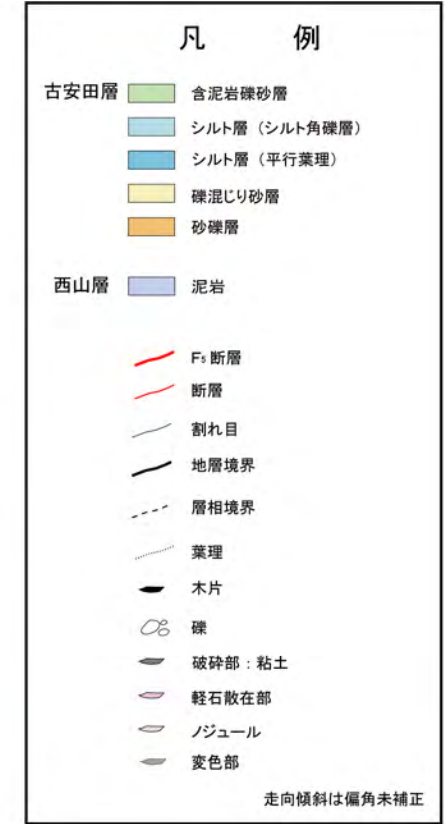 凡 例
古安田層 含泥岩礫砂層
シルト層（シルト角礫層）
シルト層（平行葉理）
礫混じり砂層
砂礫層
西山層 泥岩
F₅ 断層
断層
割れ目
地層境界
層相境界
葉理
木片
礫
破砕部：粘土
軽石散在部
ノジュール
変色部
走向傾斜は偏角未補正